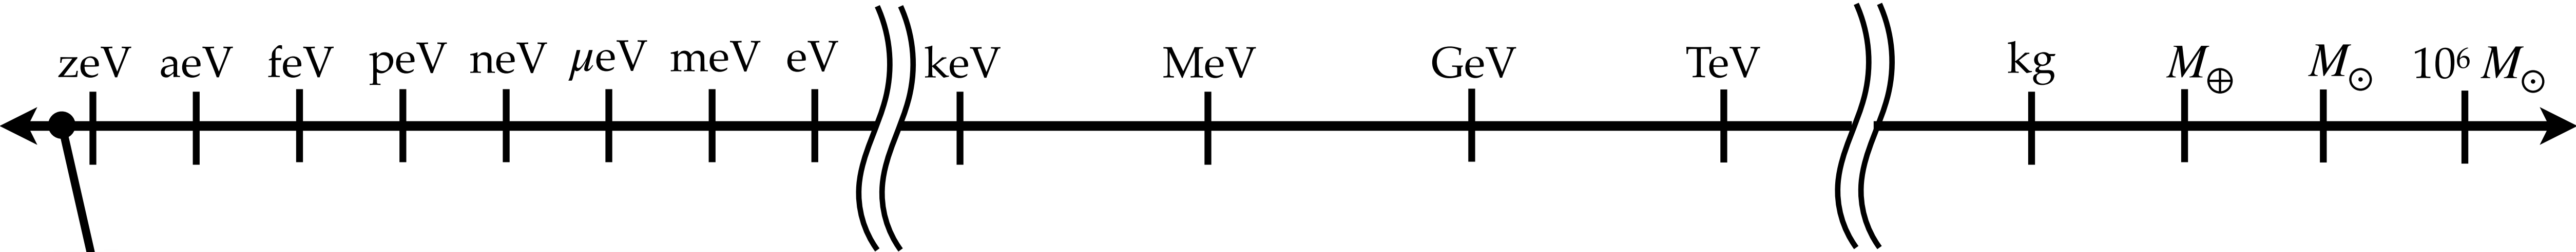 zeV aeV feV peV neV μeV meV eV keV MeV GeV TeV kg M⊕ M⊙ 10⁶ M⊙